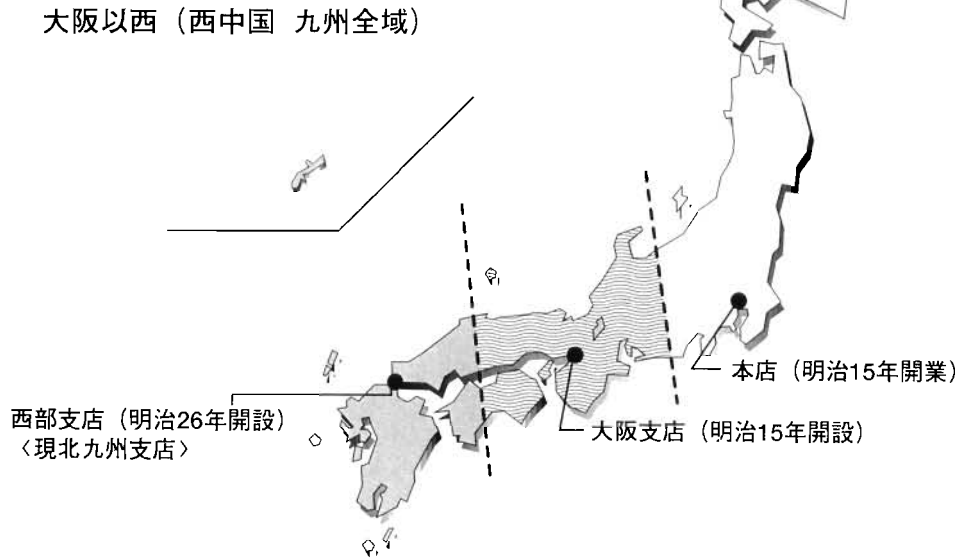 大阪以西（西中国 九州全域）
本店（明治15年開業）
西部支店（明治26年開設）
〈現北九州支店〉
大阪支店（明治15年開設）